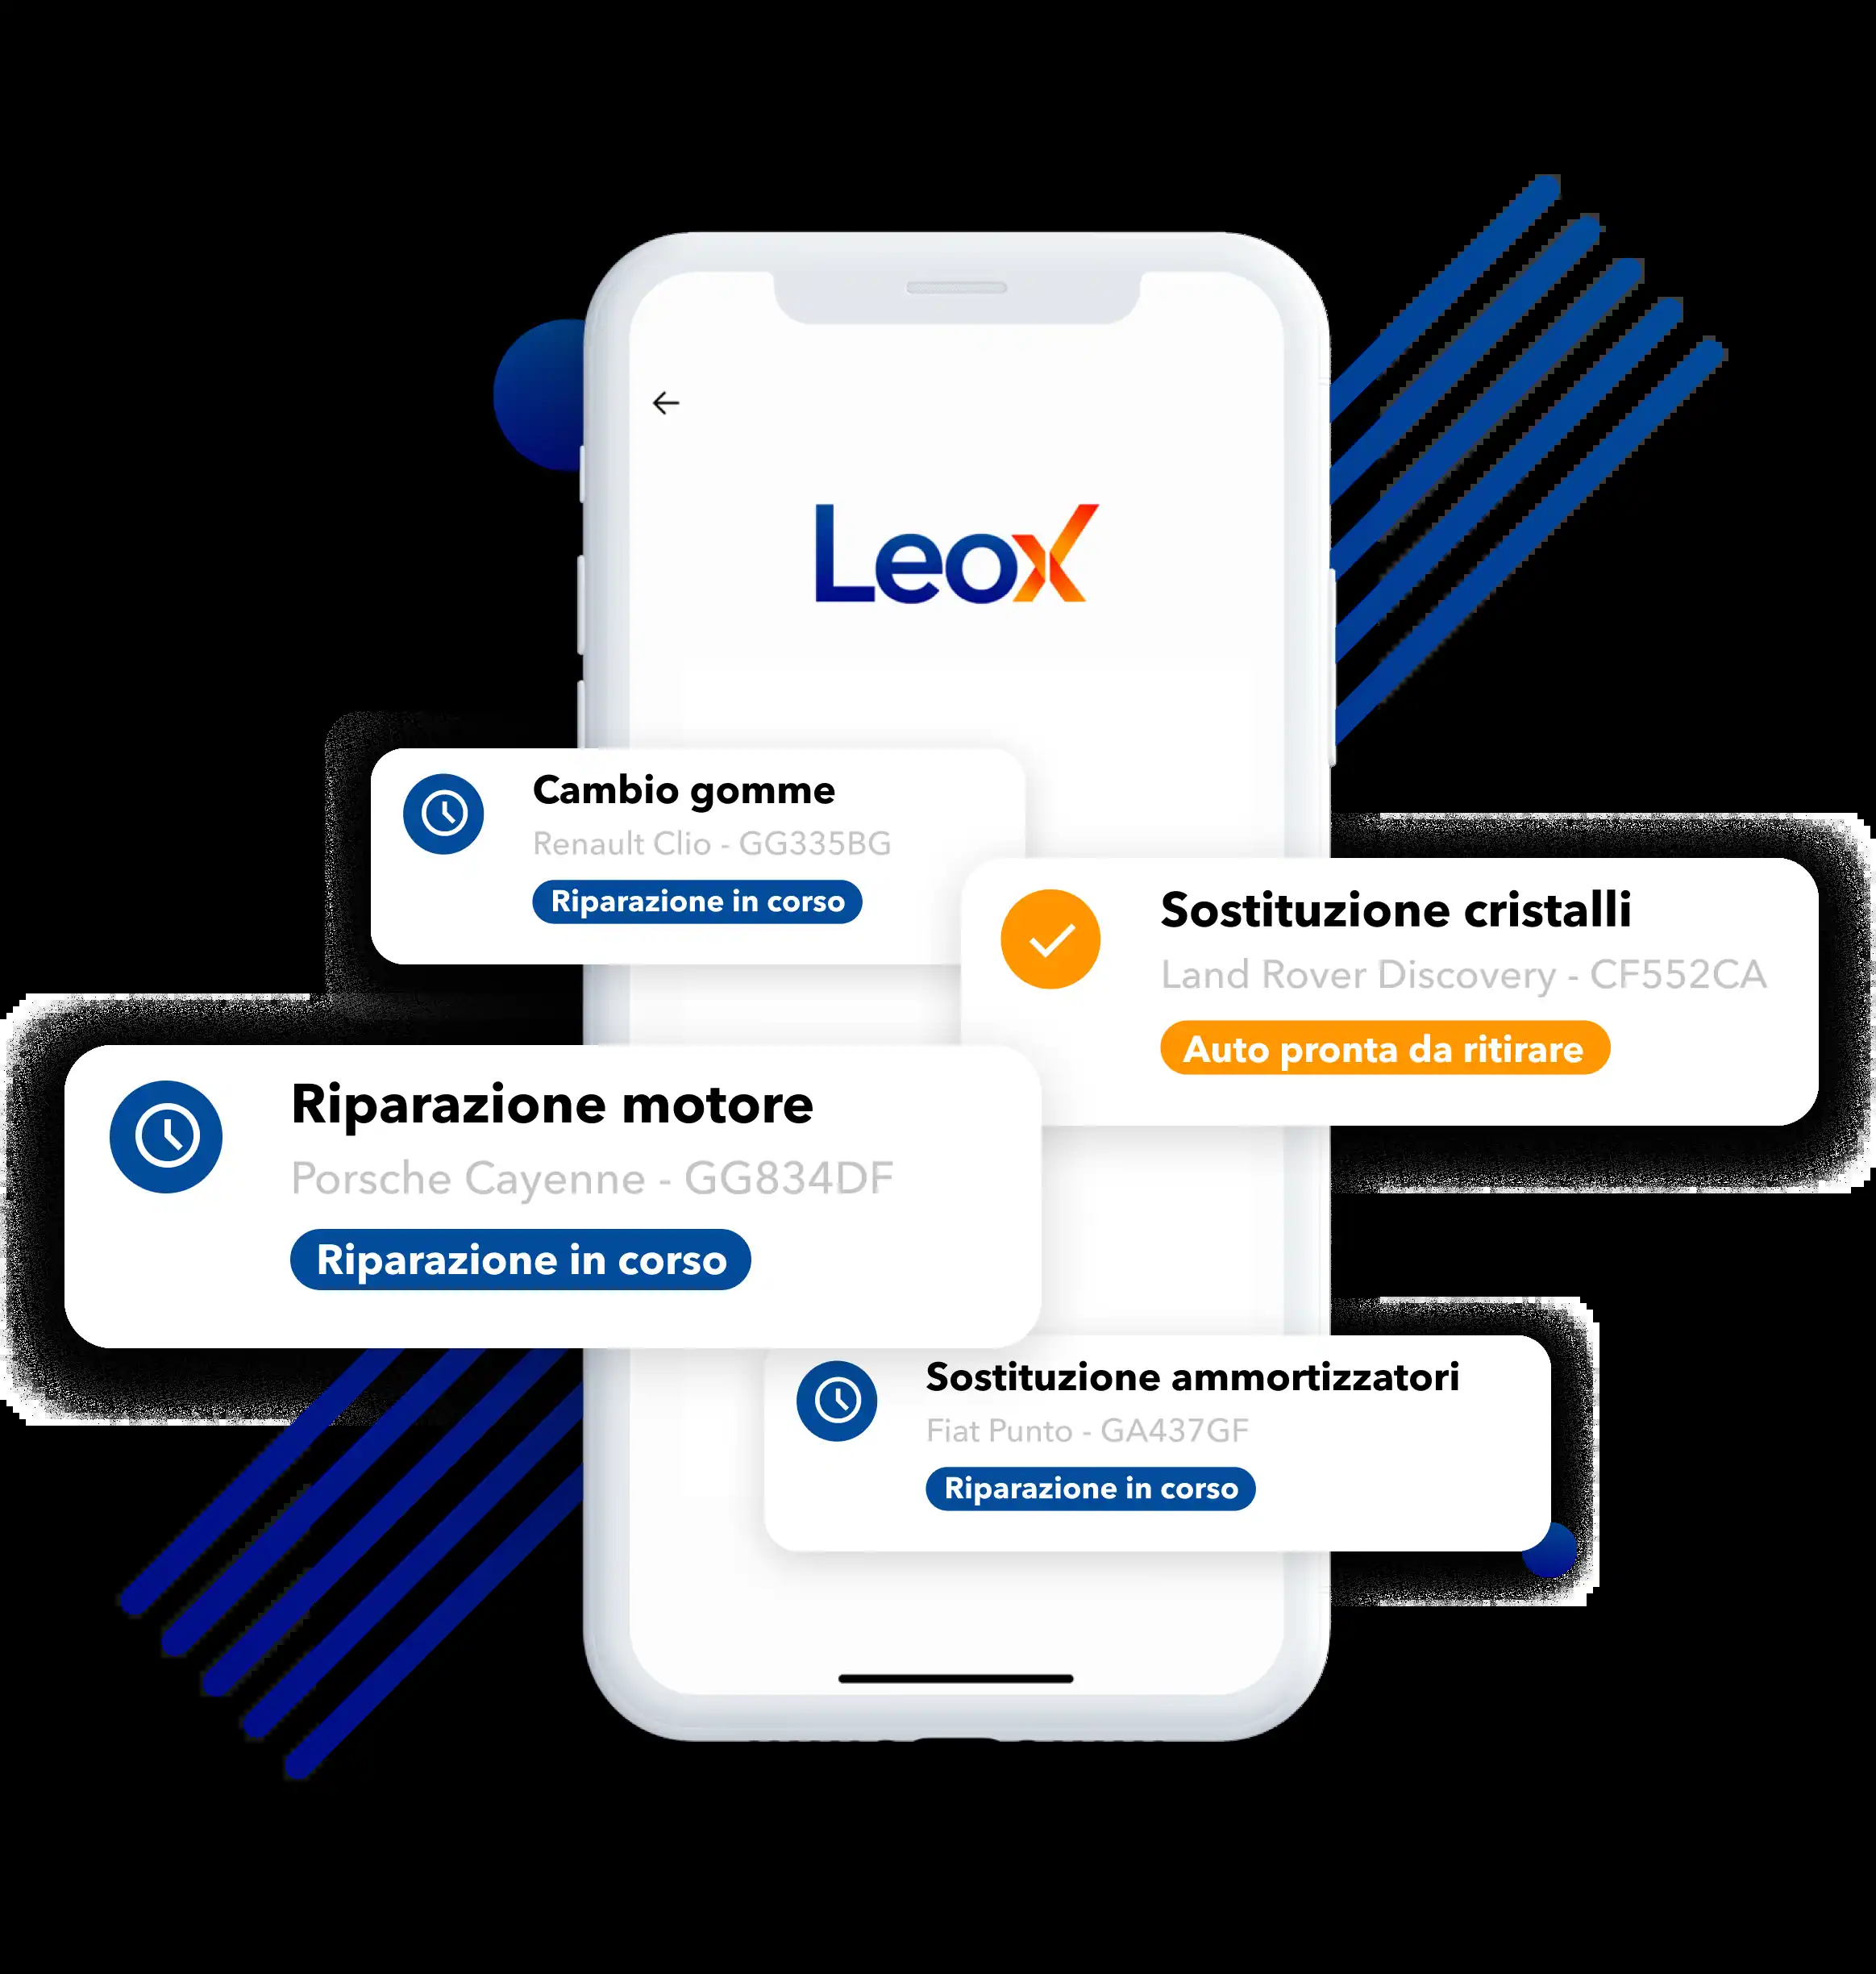 Leox
Cambio gomme
Renault Clio - GG335BG
Riparazione in corso
Sostituzione cristalli
Land Rover Discovery - CF552CA
Auto pronta da ritirare
Riparazione motore
Porsche Cayenne - GG834DF
Riparazione in corso
Sostituzione ammortizzatori
Fiat Punto - GA437GF
Riparazione in corso